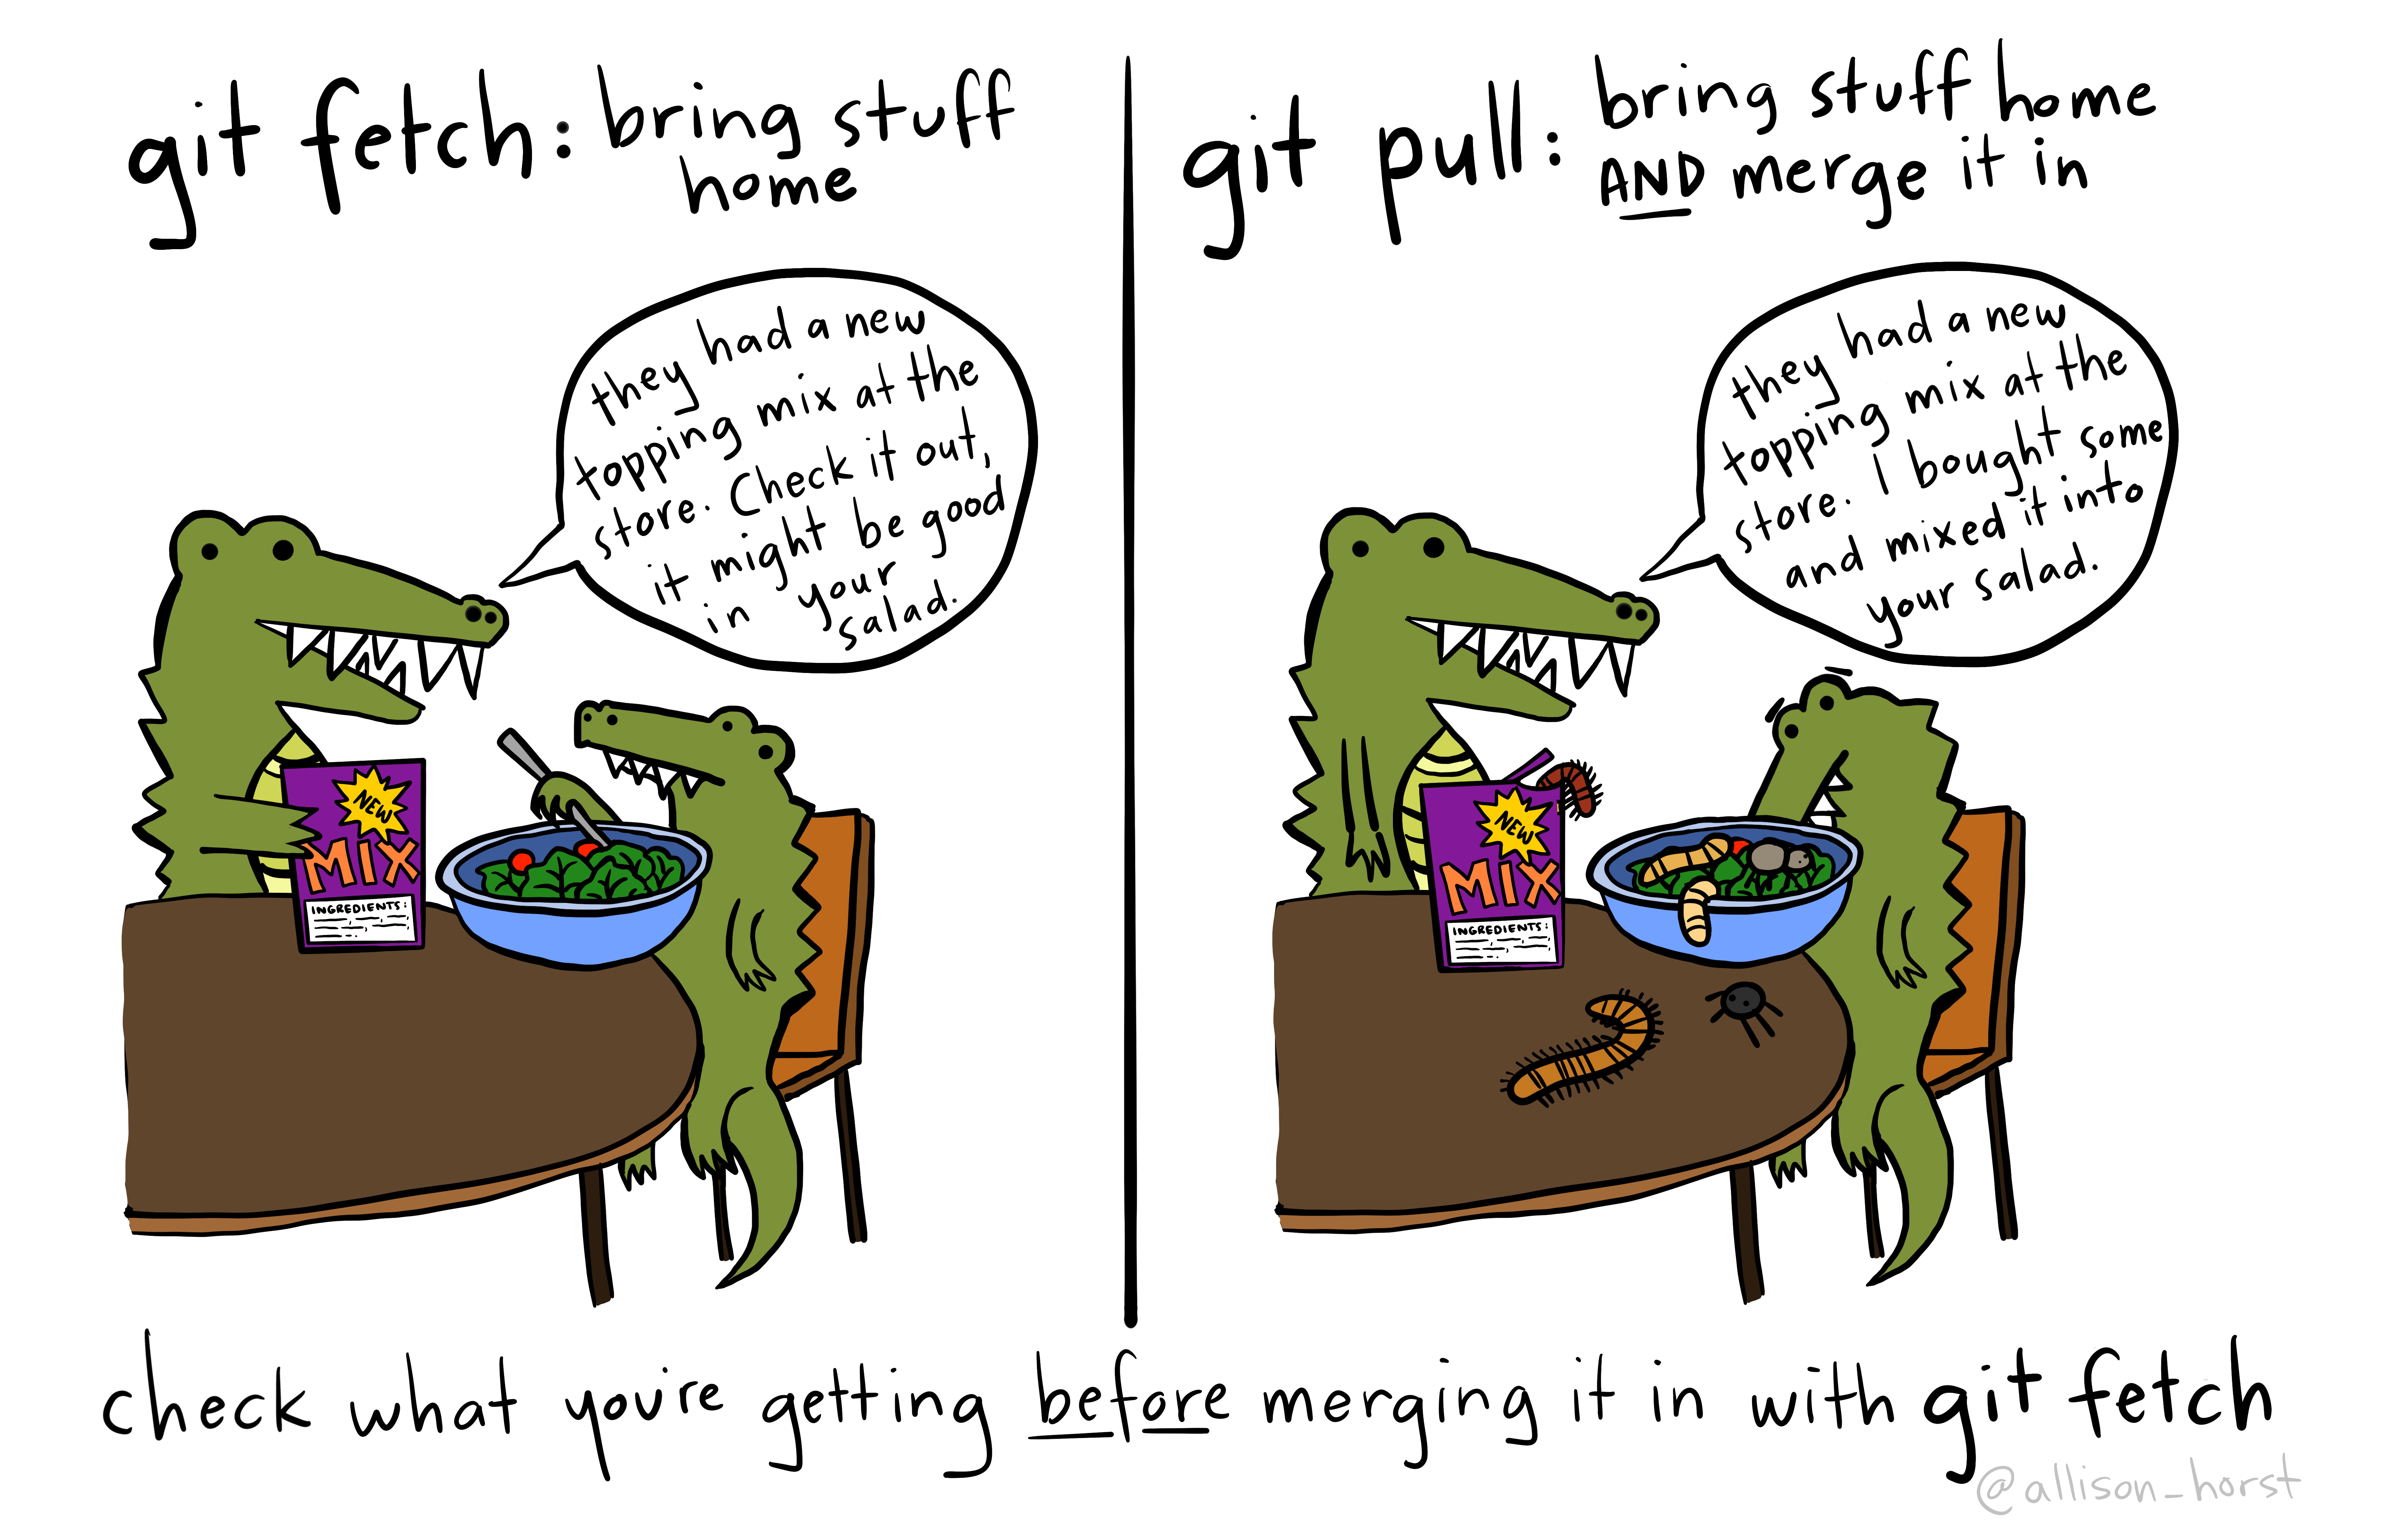 git fetch: bring stuff
home
they had a new
topping mix at the
store. Check it out,
it might be good
in your
salad.
NEW
MIX
INGREDIENTS:
git pull: bring stuff home
AND merge it in
they had a new
topping mix at the
store. I bought some
and mixed it into
your salad.
NEW
MIX
INGREDIENTS:
check what you're getting before merging it in with git fetch
@allison_horst